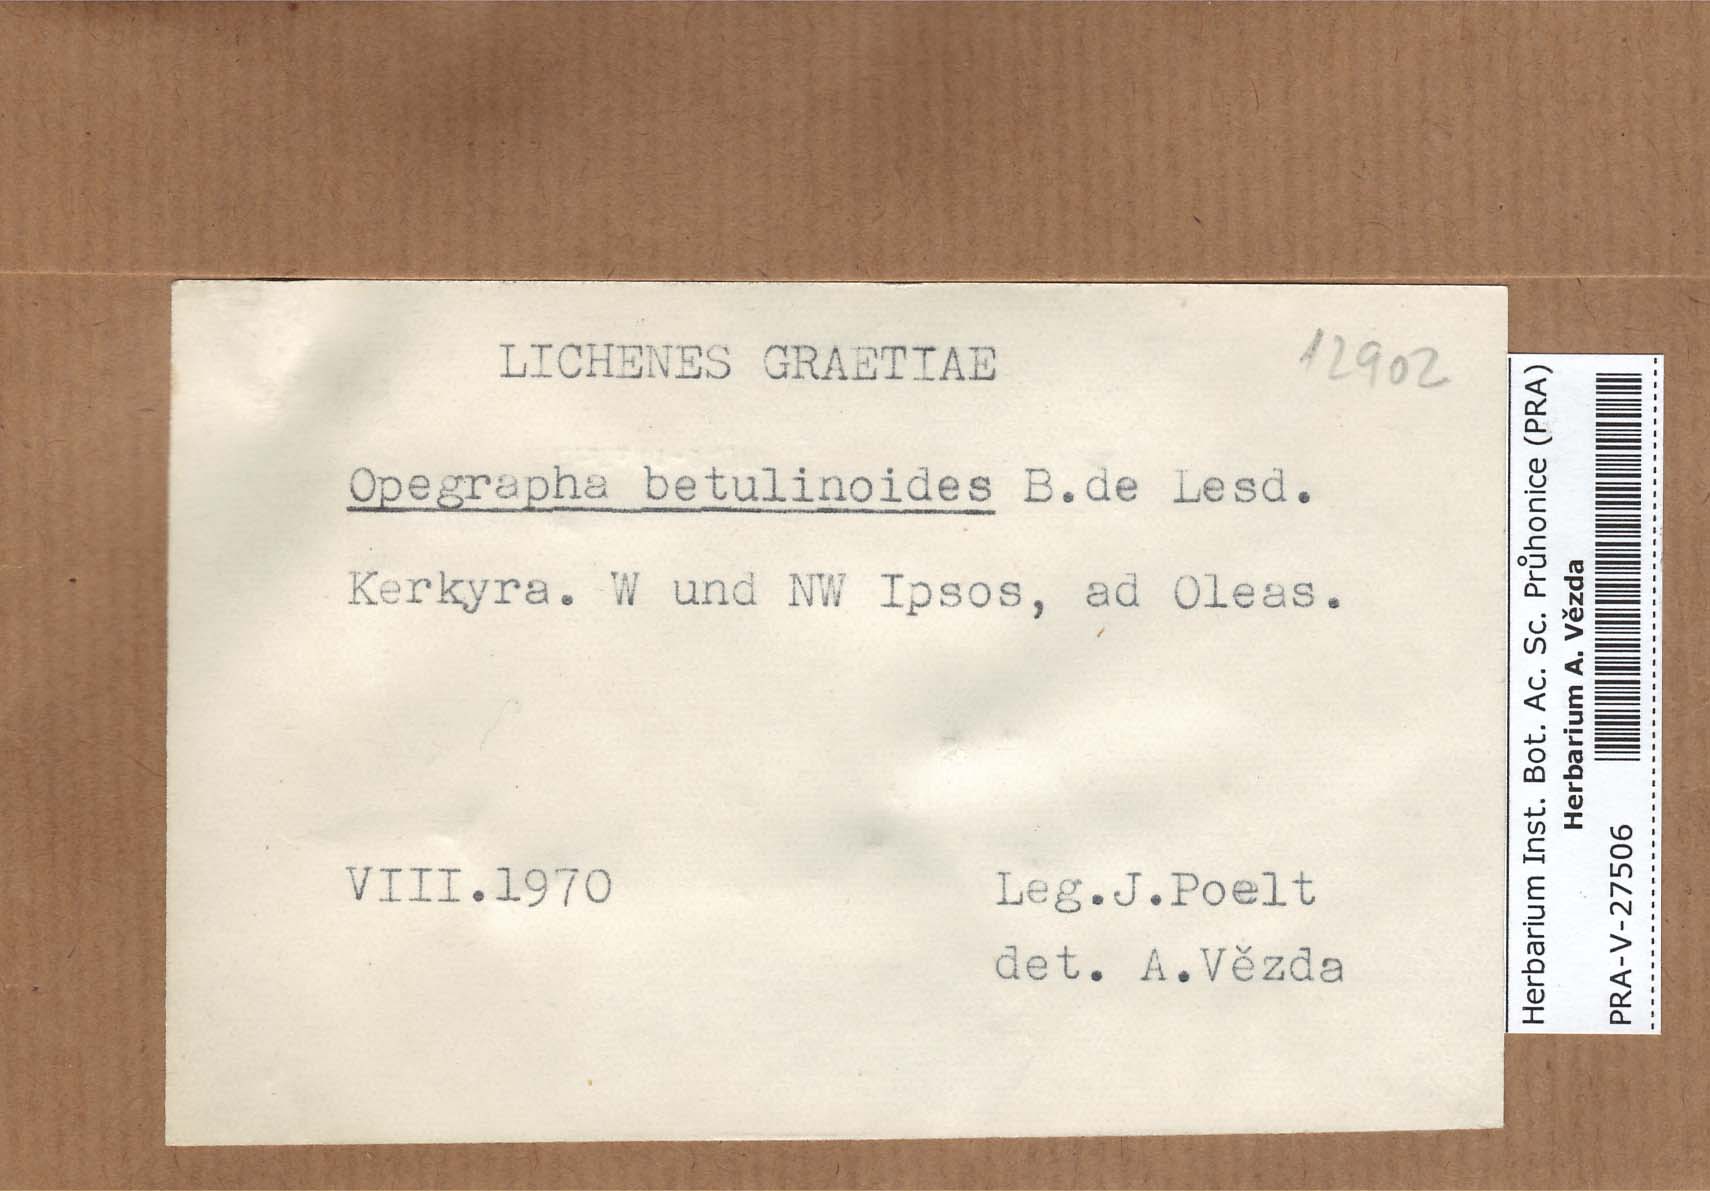 LICHENES GRAETIAE
12902
Opegrapha betulinoides B.de Lesd.
Kerkyra. W und NW Ipsos, ad Oleas.
VIII.1970
Leg.J.Poelt
det. A.Vězda
Herbarium Inst. Bot. Ac. Sc. Průhonice (PRA)
Herbarium A. Vězda
PRA-V-27506